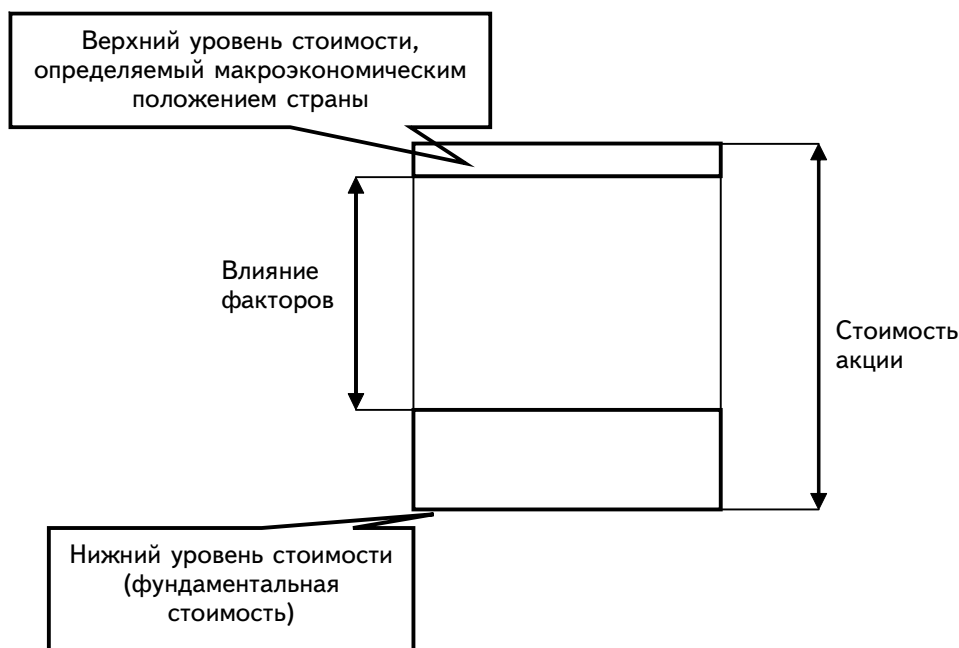 Верхний уровень стоимости,
определяемый макроэкономическим
положением страны
Влияние
факторов
Стоимость
акции
Нижний уровень стоимости
(фундаментальная
стоимость)